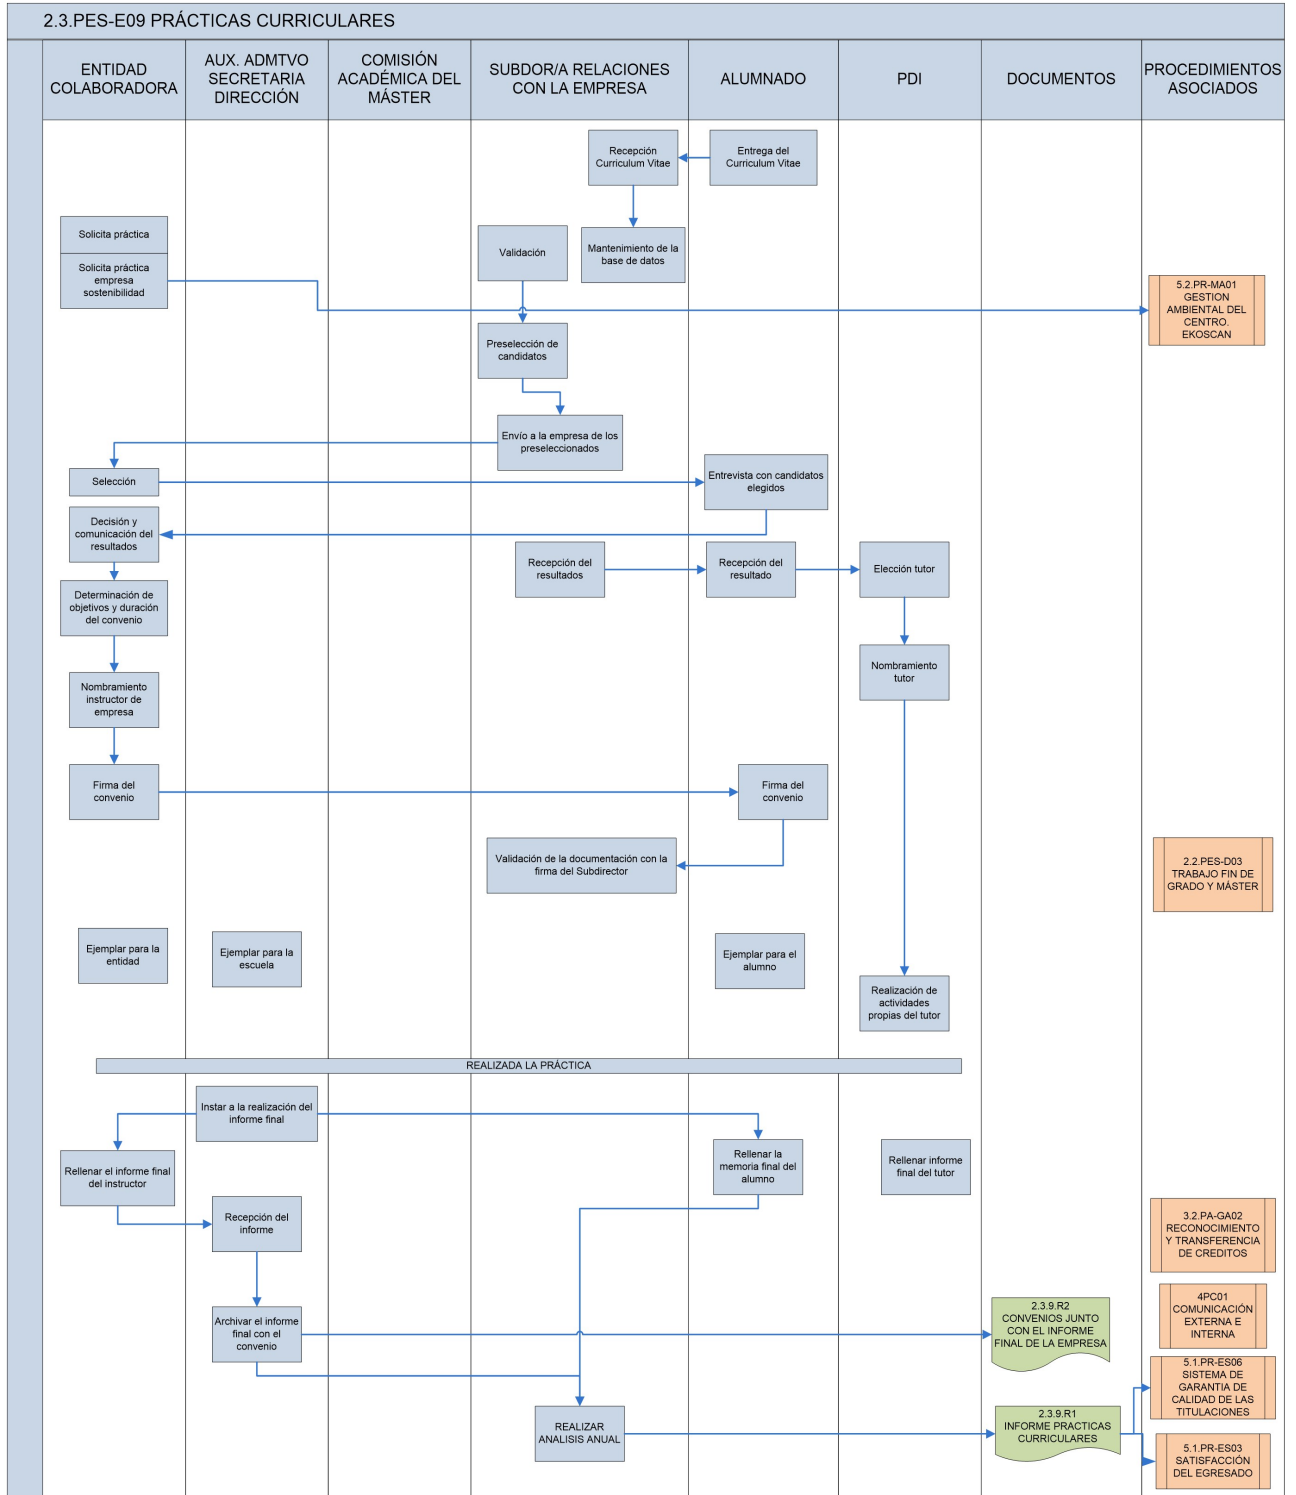 2.3.PES-E09 PRÁCTICAS CURRICULARES
ENTIDAD
COLABORADORA
AUX. ADMTVO
SECRETARIA
DIRECCIÓN
COMISIÓN
ACADÉMICA DEL
MÁSTER
SUBDOR/A RELACIONES
CON LA EMPRESA
ALUMNADO
PDI
DOCUMENTOS
PROCEDIMIENTOS
ASOCIADOS
Recepción
Curriculum Vitae
Entrega del
Curriculum Vitae
Solicita práctica
Solicita práctica
empresa
sostenibilidad
Validación
Mantenimiento de la
base de datos
5.2.PR-MA01
GESTION
AMBIENTAL DEL
CENTRO.
EKOSCAN
Preselección de
candidatos
Envío a la empresa de los
preseleccionados
Selección
Entrevista con candidatos
elegidos
Decisión y
comunicación del
resultados
Recepción del
resultados
Recepción del
resultado
Elección tutor
Determinación de
objetivos y duración
del convenio
Nombramiento
tutor
Nombramiento
instructor de
empresa
Firma del
convenio
Firma del
convenio
Validación de la documentación con la
firma del Subdirector
2.2.PES-D03
TRABAJO FIN DE
GRADO Y MÁSTER
Ejemplar para la
entidad
Ejemplar para la
escuela
Ejemplar para el
alumno
Realización de
actividades
propias del tutor
REALIZADA LA PRÁCTICA
Instar a la realización del
informe final
Rellenar el informe final
del instructor
Rellenar la
memoria final del
alumno
Rellenar informe
final del tutor
Recepción del
informe
3.2.PA-GA02
RECONOCIMIENTO
Y TRANSFERENCIA
DE CREDITOS
Archivar el informe
final con el
convenio
2.3.9.R2
CONVENIOS JUNTO
CON EL INFORME
FINAL DE LA EMPRESA
4PC01
COMUNICACIÓN
EXTERNA E
INTERNA
5.1.PR-ES06
SISTEMA DE
GARANTIA DE
CALIDAD DE LAS
TITULACIONES
REALIZAR
ANALISIS ANUAL
2.3.9.R1
INFORME PRACTICAS
CURRICULARES
5.1.PR-ES03
SATISFACCIÓN
DEL EGRESADO